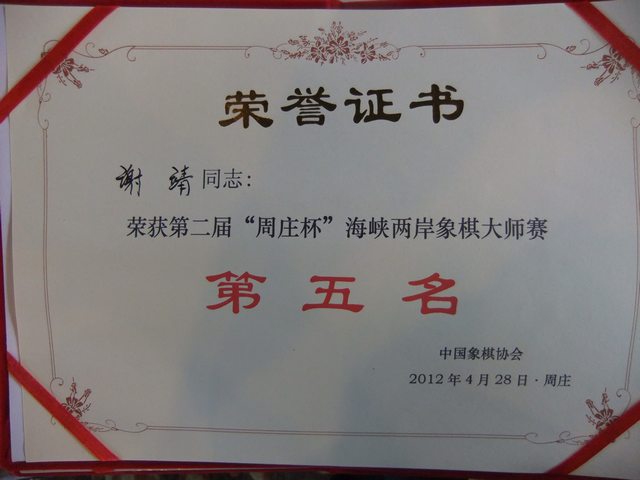 荣誉证书
谢靖同志：
荣获第二届“周庄杯”海峡两岸象棋大师赛
第五名
中国象棋协会
2012年4月28日·周庄